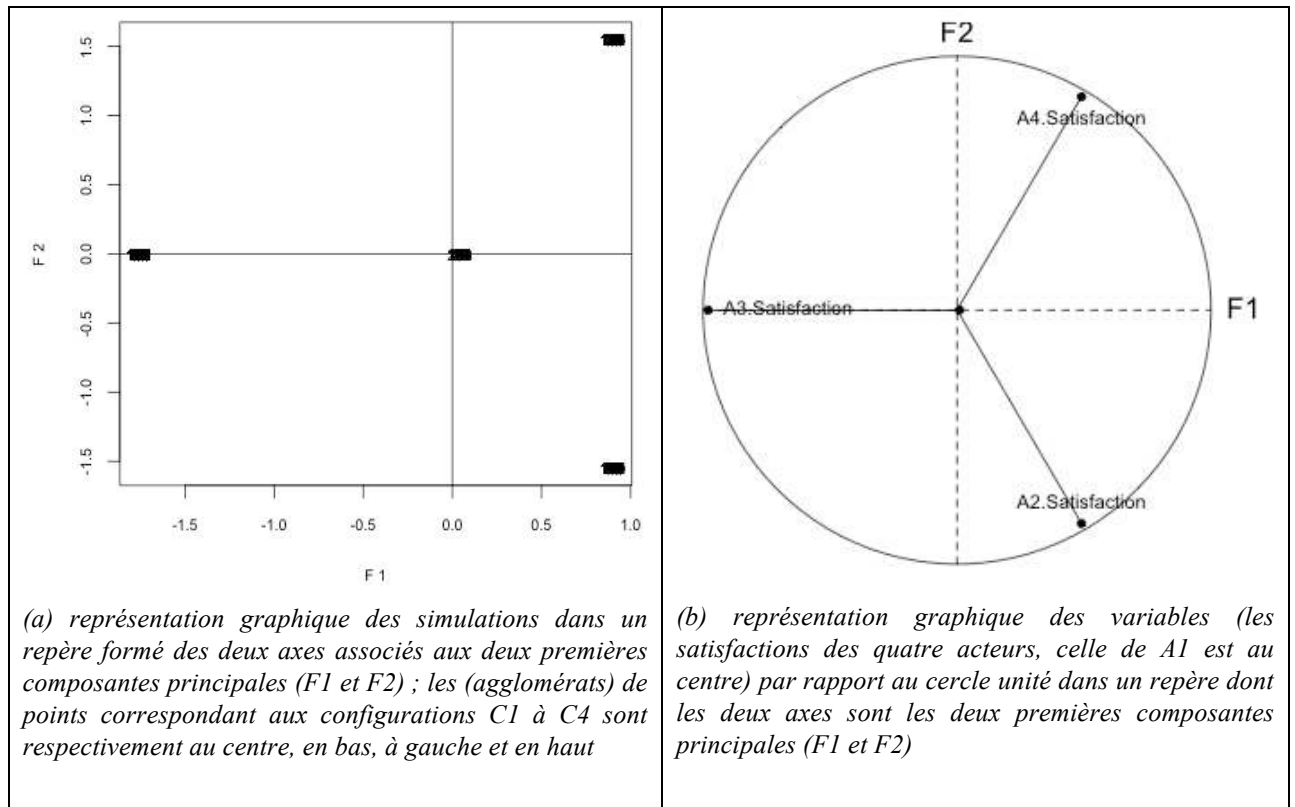 1.5
1.0
0.5
F 2
0.0
-0.5
-1.0
-1.5
-1.5 -1.0 -0.5 0.0 0.5 1.0
F 1
(a) représentation graphique des simulations dans un
repère formé des deux axes associés aux deux premières
composantes principales (F1 et F2) ; les (agglomérats) de
points correspondant aux configurations C1 à C4 sont
respectivement au centre, en bas, à gauche et en haut
F2
A4.Satisfaction
A3.Satisfaction
F1
A2.Satisfaction
(b) représentation graphique des variables (les
satisfactions des quatre acteurs, celle de A1 est au
centre) par rapport au cercle unité dans un repère dont
les deux axes sont les deux premières composantes
principales (F1 et F2)